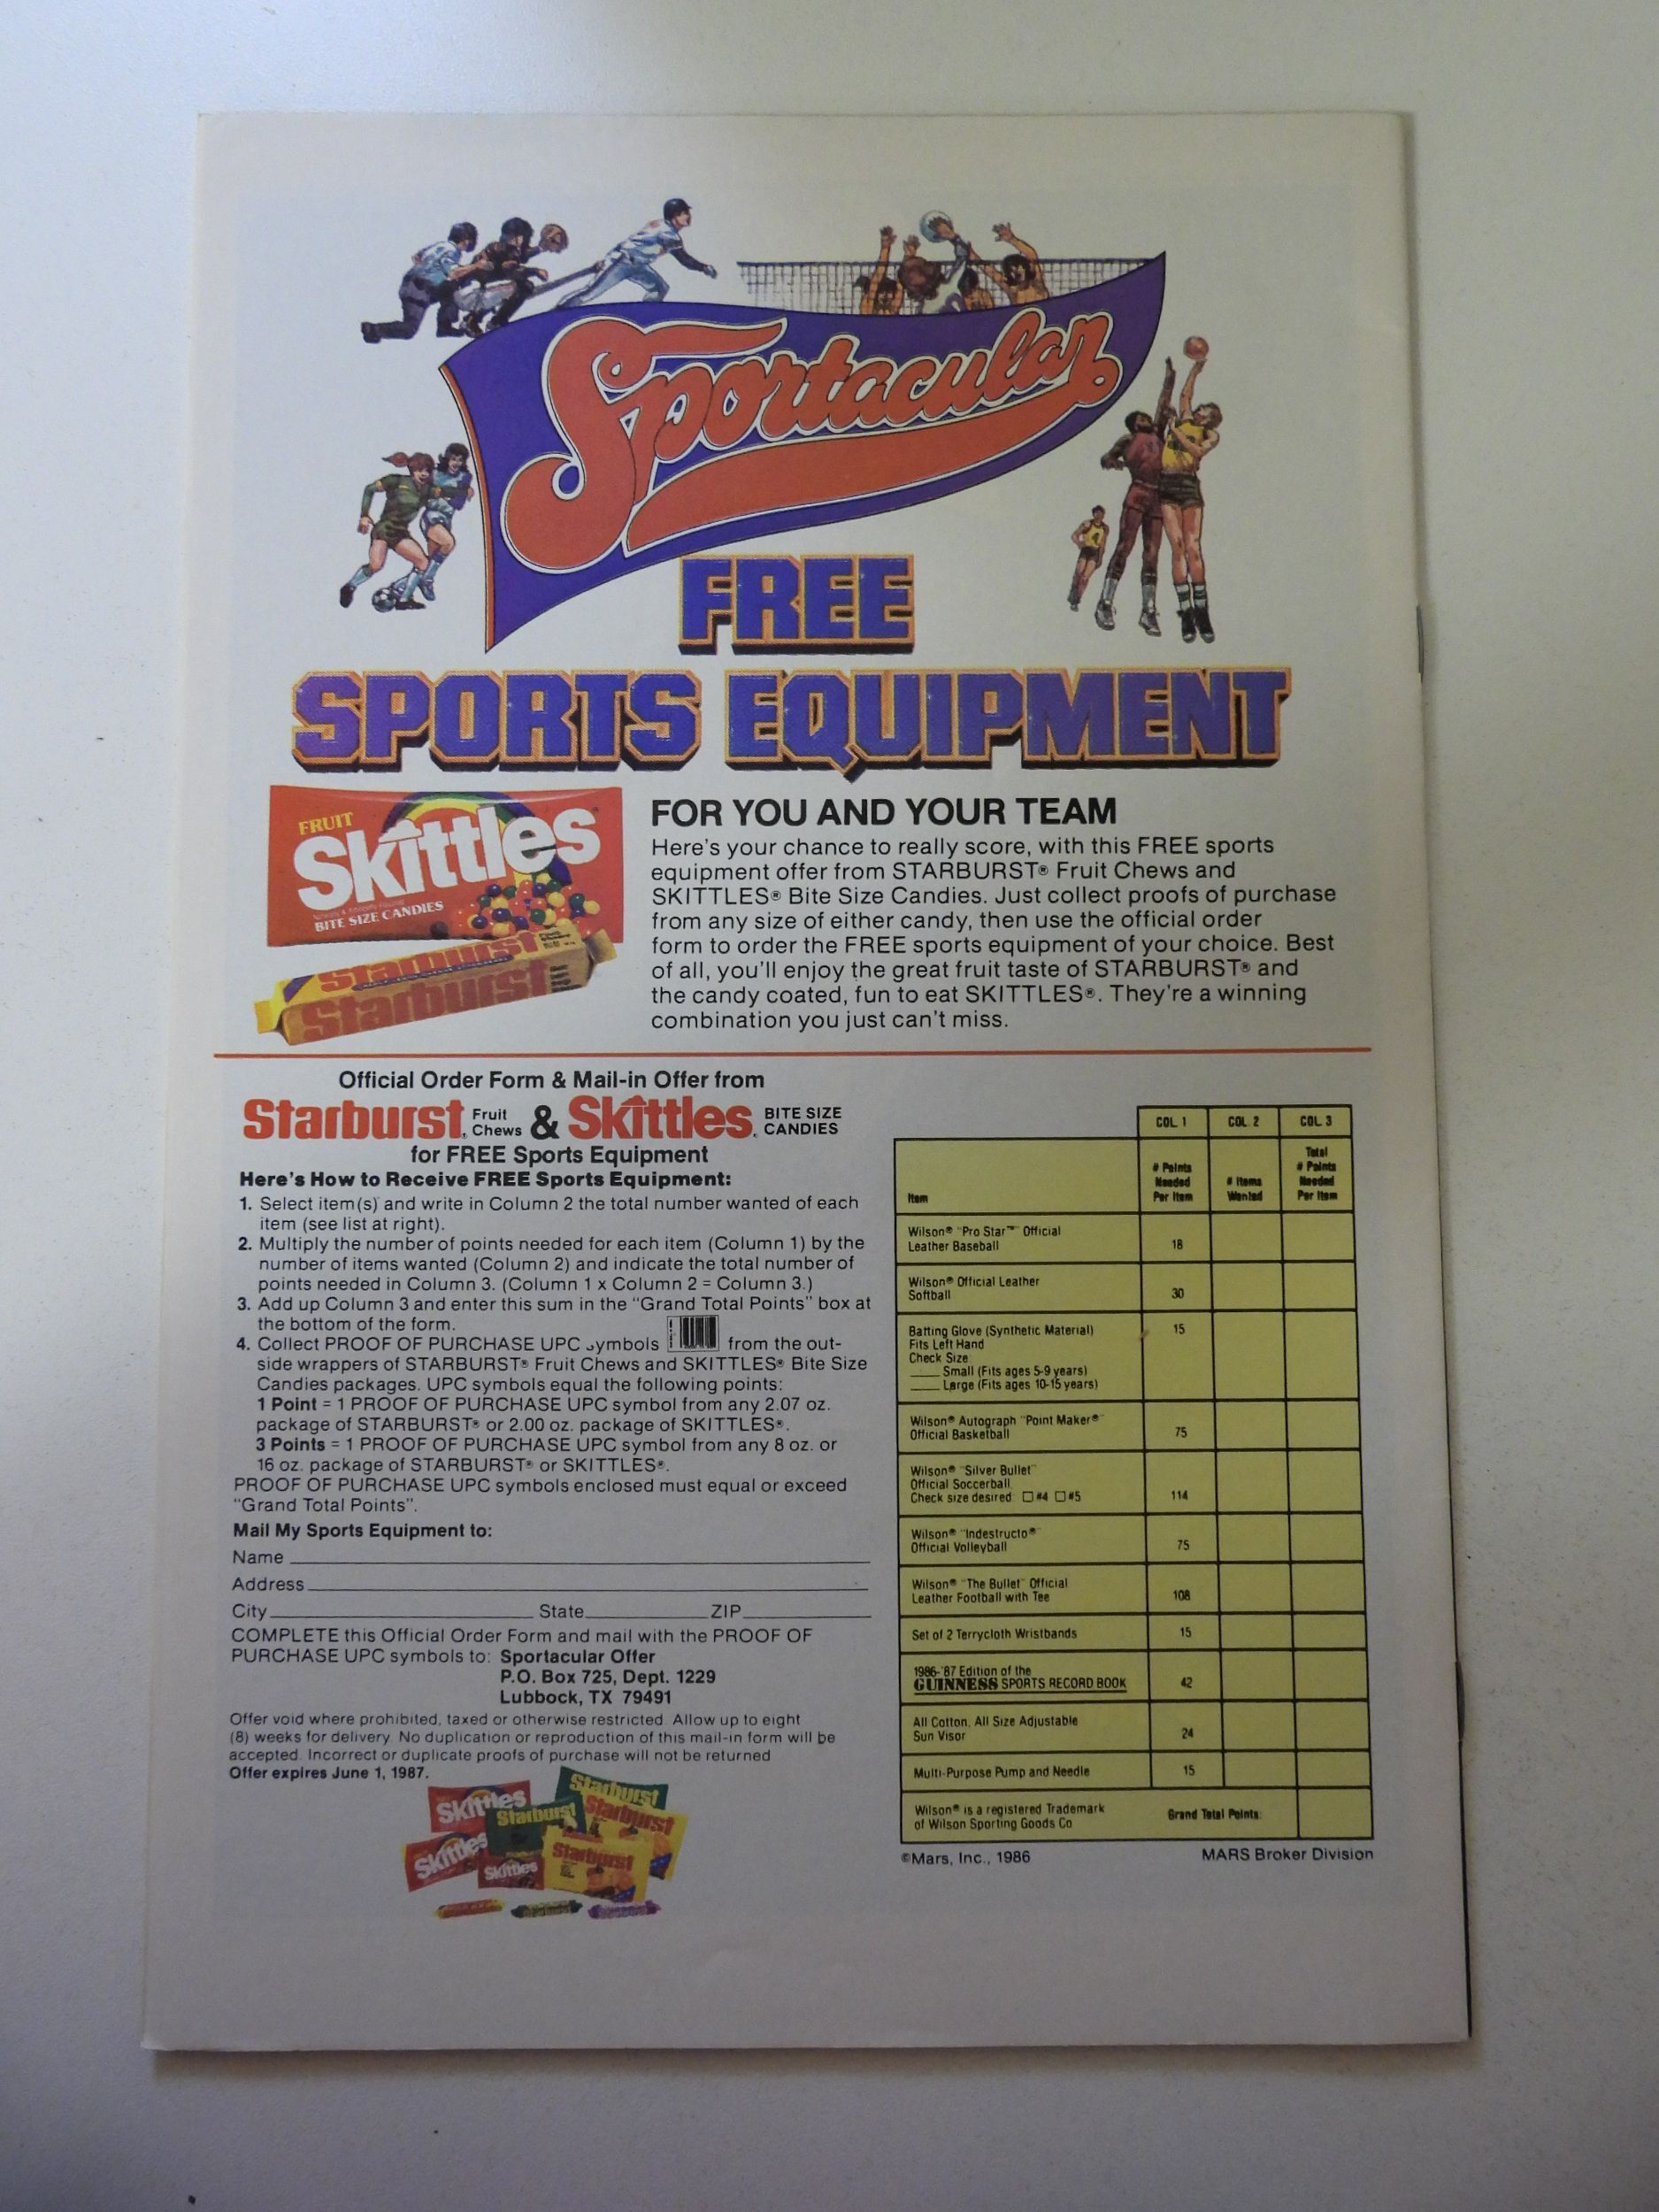 Sportacular
FREE
SPORTS EQUIPMENT
FRUIT
Skittles
BITE SIZE CANDIES
Starburst
Starburst
FOR YOU AND YOUR TEAM
Here's your chance to really score, with this FREE sports
equipment offer from STARBURST® Fruit Chews and
SKITTLES® Bite Size Candies. Just collect proofs of purchase
from any size of either candy, then use the official order
form to order the FREE sports equipment of your choice. Best
of all, you'll enjoy the great fruit taste of STARBURST® and
the candy coated, fun to eat SKITTLES®. They're a winning
combination you just can't miss.
Official Order Form & Mail-in Offer from
Starburst® Fruit Chews & Skittles® BITE SIZE CANDIES
for FREE Sports Equipment
Here's How to Receive FREE Sports Equipment:
1. Select item(s) and write in Column 2 the total number wanted of each
item (see list at right).
2. Multiply the number of points needed for each item (Column 1) by the
number of items wanted (Column 2) and indicate the total number of
points needed in Column 3. (Column 1 x Column 2 = Column 3.)
3. Add up Column 3 and enter this sum in the "Grand Total Points" box at
the bottom of the form.
4. Collect PROOF OF PURCHASE UPC symbols from the out-
side wrappers of STARBURST® Fruit Chews and SKITTLES® Bite Size
Candies packages. UPC symbols equal the following points:
1 Point = 1 PROOF OF PURCHASE UPC symbol from any 2.07 oz.
package of STARBURST® or 2.00 oz. package of SKITTLES®.
3 Points = 1 PROOF OF PURCHASE UPC symbol from any 8 oz. or
16 oz. package of STARBURST® or SKITTLES®.
PROOF OF PURCHASE UPC symbols enclosed must equal or exceed
"Grand Total Points".
Mail My Sports Equipment to:
Name
Address
City State ZIP
COMPLETE this Official Order Form and mail with the PROOF OF
PURCHASE UPC symbols to: Sportacular Offer
P.O. Box 725, Dept. 1229
Lubbock, TX 79491
Offer void where prohibited, taxed or otherwise restricted. Allow up to eight
(8) weeks for delivery. No duplication or reproduction of this mail-in form will be
accepted. Incorrect or duplicate proofs of purchase will not be returned
Offer expires June 1, 1987.
Skittles
Starburst
Starburst
Starburst
Skittles
Skittles
Starburst
COL. 1 COL. 2 COL. 3
Item # Points Needed Per Item # Items Wanted Total # Points Needed Per Item
Wilson® "Pro Star™" Official
Leather Baseball 18
Wilson® Official Leather
Softball 30
Batting Glove (Synthetic Material) 15
Fits Left Hand
Check Size
Small (Fits ages 5-9 years)
Large (Fits ages 10-15 years)
Wilson® Autograph "Point Maker®"
Official Basketball 75
Wilson® "Silver Bullet"
Official Soccerball
Check size desired: □ #4 □ #5 114
Wilson® "Indestructo®"
Official Volleyball 75
Wilson® "The Bullet" Official
Leather Football with Tee 108
Set of 2 Terrycloth Wristbands 15
1986-'87 Edition of the
GUINNESS SPORTS RECORD BOOK 42
All Cotton, All Size Adjustable
Sun Visor 24
Multi-Purpose Pump and Needle 15
Wilson® is a registered Trademark
of Wilson Sporting Goods Co Grand Total Points:
©Mars, Inc., 1986 MARS Broker Division